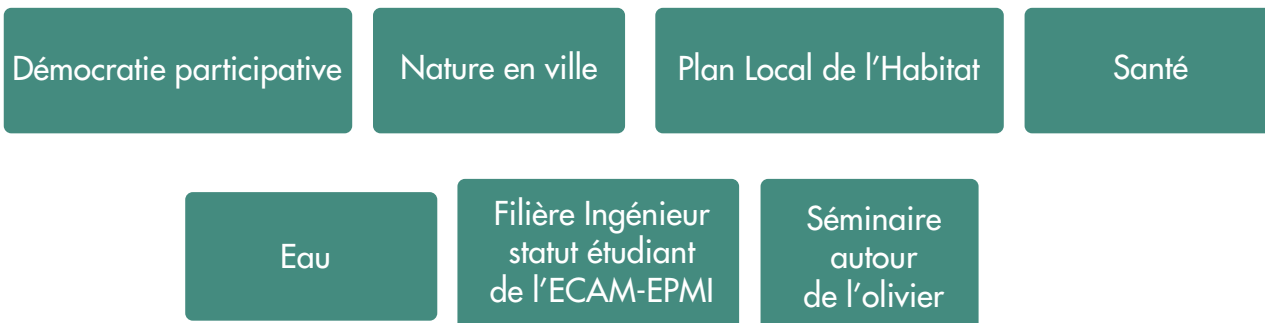 Démocratie participative
Nature en ville
Plan Local de l’Habitat
Santé
Eau
Filière Ingénieur
statut étudiant
de l’ECAM-EPMI
Séminaire
autour
de l’olivier